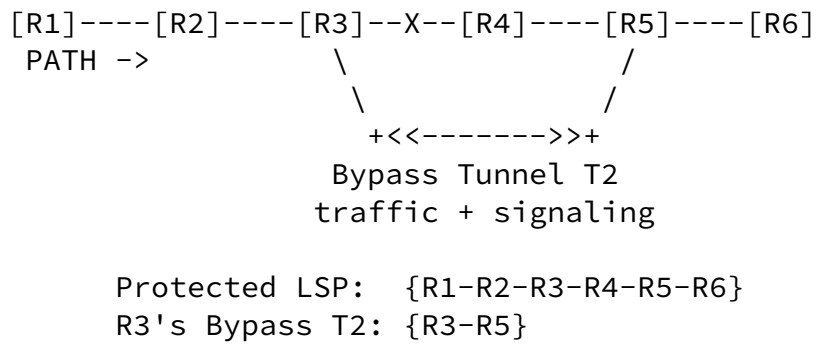 [R1]----[R2]----[R3]--X--[R4]----[R5]----[R6]
PATH ->             \                 /
                     \               /
                      +<<------->>+
Bypass Tunnel T2
traffic + signaling
Protected LSP:  {R1-R2-R3-R4-R5-R6}
R3's Bypass T2: {R3-R5}